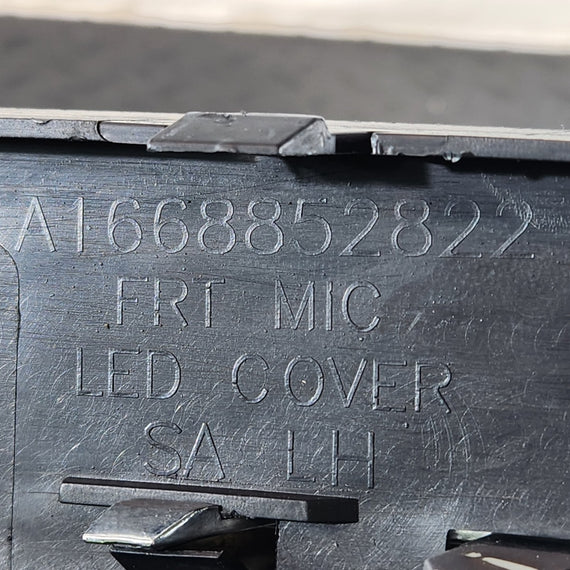 A1668852822
FRT MIC
LED COVER
SA LH